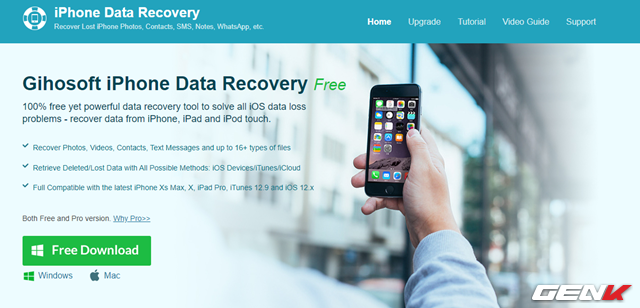 iPhone Data Recovery
Recover Lost iPhone Photos, Contacts, SMS, Notes, WhatsApp, etc.
Home Upgrade Tutorial Video Guide Support
Gihosoft iPhone Data Recovery Free
100% free yet powerful data recovery tool to solve all iOS data loss
problems - recover data from iPhone, iPad and iPod touch.
Recover Photos, Videos, Contacts, Text Messages and up to 16+ types of files
Retrieve Deleted/Lost Data with All Possible Methods: iOS Devices/iTunes/iCloud
Full Compatible with the latest iPhone Xs Max, X, iPad Pro, iTunes 12.9 and iOS 12.x
Both Free and Pro version. Why Pro>>
Free Download
Windows Mac
GENK